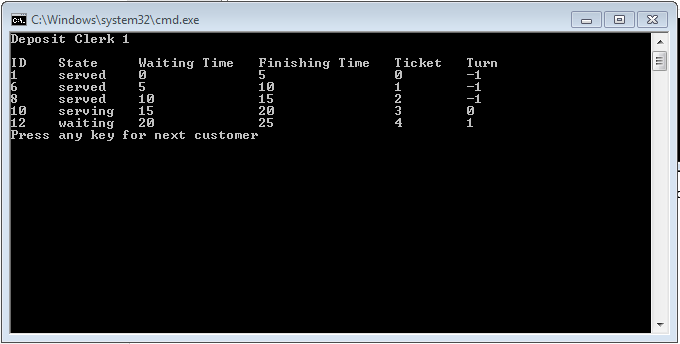 C:\Windows\system32\cmd.exe
Deposit Clerk 1
ID State Waiting Time Finishing Time Ticket Turn
1 served 0 5 0 -1
6 served 5 10 1 -1
8 served 10 15 2 -1
10 serving 15 20 3 0
12 waiting 20 25 4 1
Press any key for next customer